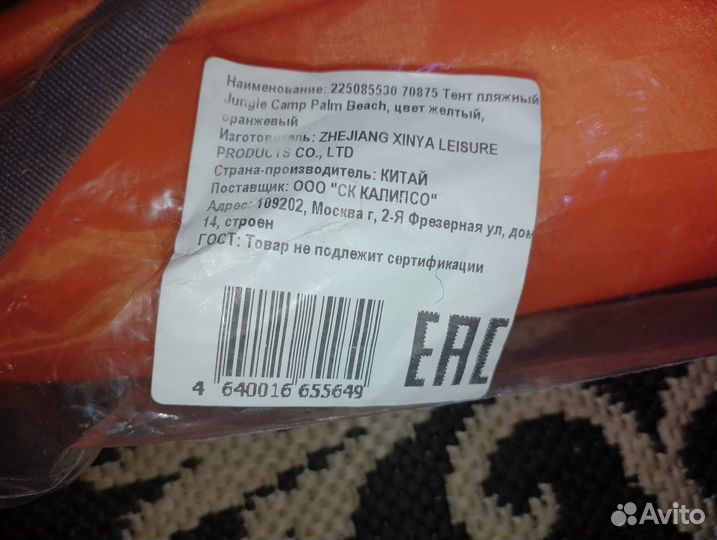 Наименование: 225085530 70875 Тент пляжный
Jungle Camp Palm Beach, цвет желтый,
оранжевый
Изготовитель: ZHEJIANG XINYA LEISURE
PRODUCTS CO., LTD
Страна-производитель: КИТАЙ
Поставщик: ООО "СК КАЛИПСО"
Адрес: 109202, Москва г, 2-Я Фрезерная ул, дом
14, строен
ГОСТ: Товар не подлежит сертификации
4 640016 655649
EAC
Avito